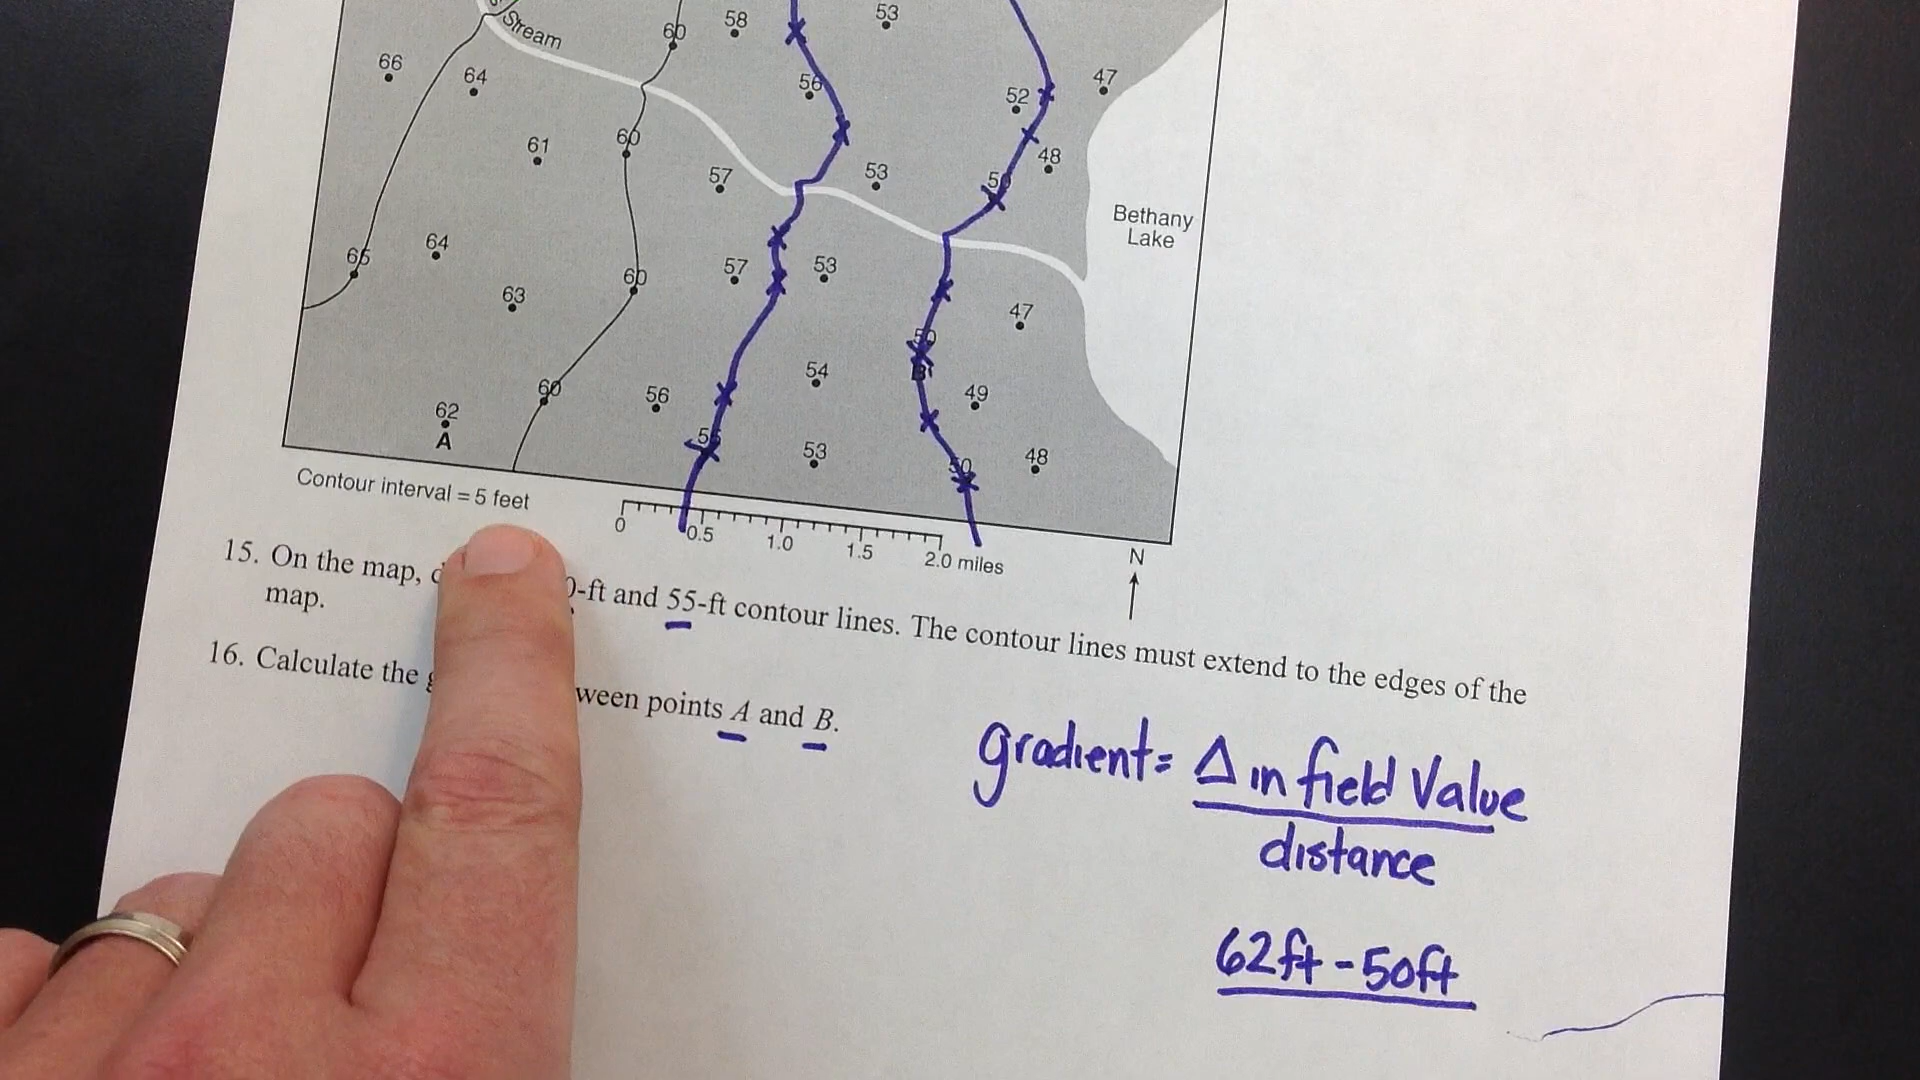 Stream
60
58
53
66
64
56
52
47
61
60
57
53
50
48
Bethany
Lake
65
64
63
60
57
53
47
50
B
54
49
60
56
62
A
55
53
50
48
Contour interval = 5 feet
0 0.5 1.0 1.5 2.0 miles
N
15. On the map, -ft and 55-ft contour lines. The contour lines must extend to the edges of the
map.
16. Calculate the points A and B.
gradient = Δ in field Value
distance
62ft - 50ft